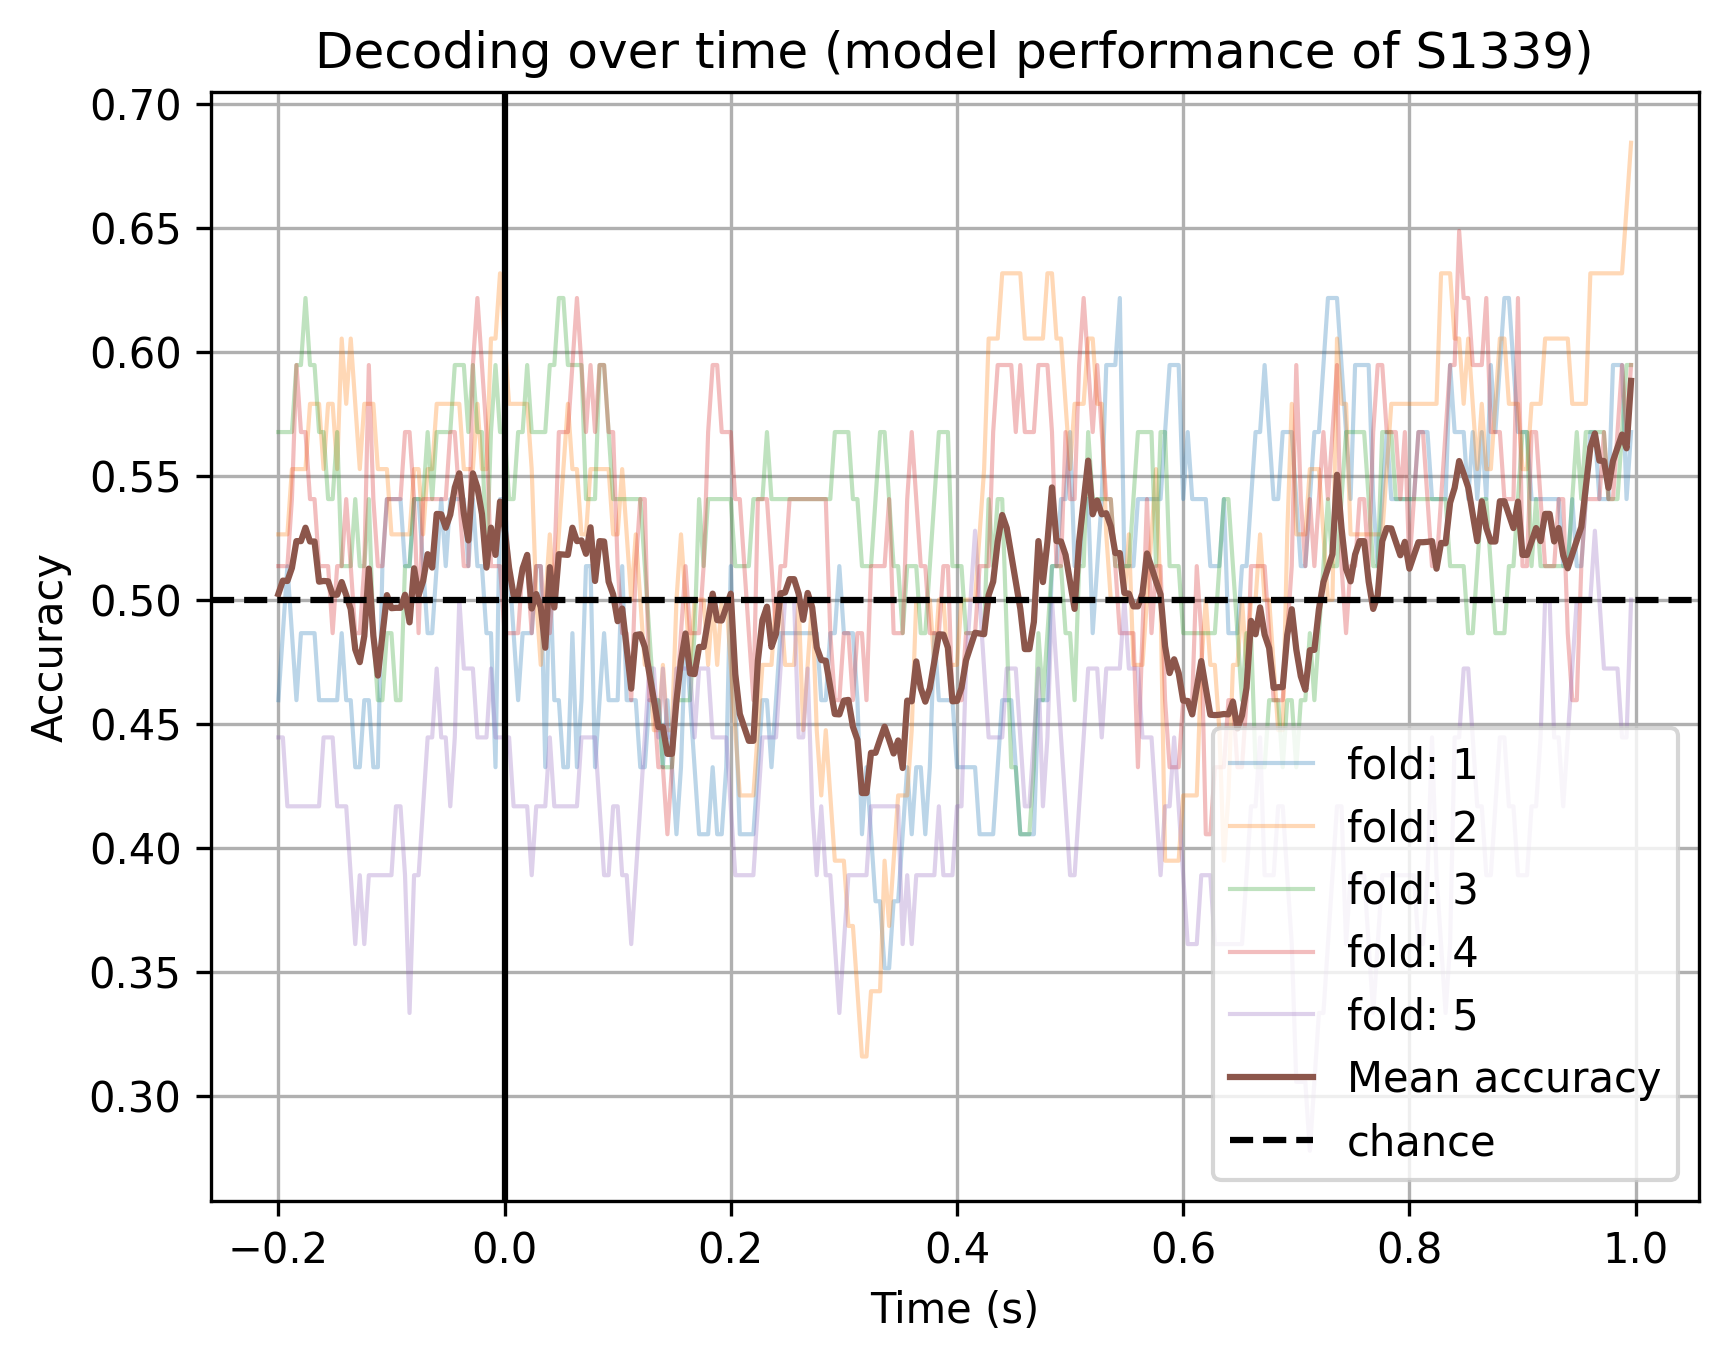 Decoding over time (model performance of S1339)
0.70
0.65
0.60
0.55
0.50
0.45
0.40
0.35
0.30
Accuracy
fold: 1
fold: 2
fold: 3
fold: 4
fold: 5
Mean accuracy
chance
−0.2 0.0 0.2 0.4 0.6 0.8 1.0
Time (s)